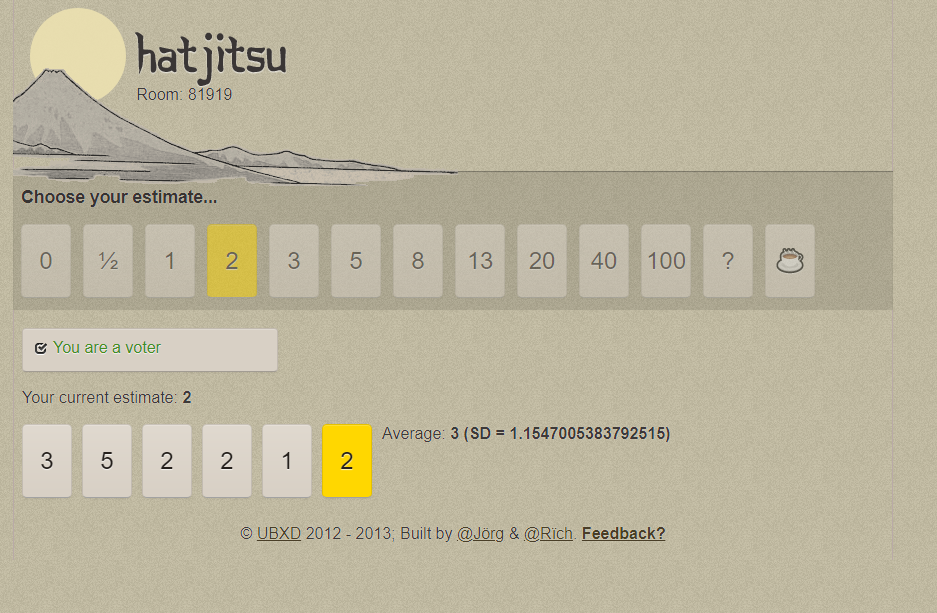 hatjitsu
Room: 81919
Choose your estimate...
0 ½ 1 2 3 5 8 13 20 40 100 ?
You are a voter
Your current estimate: 2
3 5 2 2 1 2 Average: 3 (SD = 1.1547005383792515)
© UBXD 2012 - 2013; Built by @Jörg & @Rïch. Feedback?